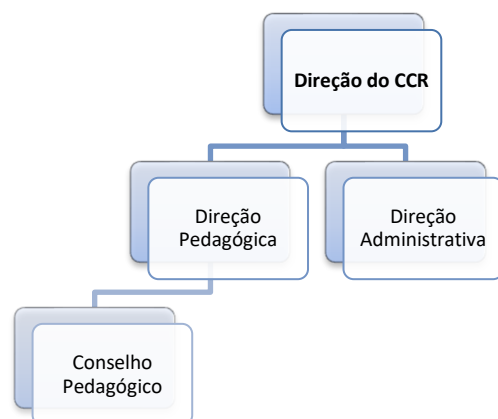 Direção do CCR
Direção
Pedagógica
Direção
Administrativa
Conselho
Pedagógico